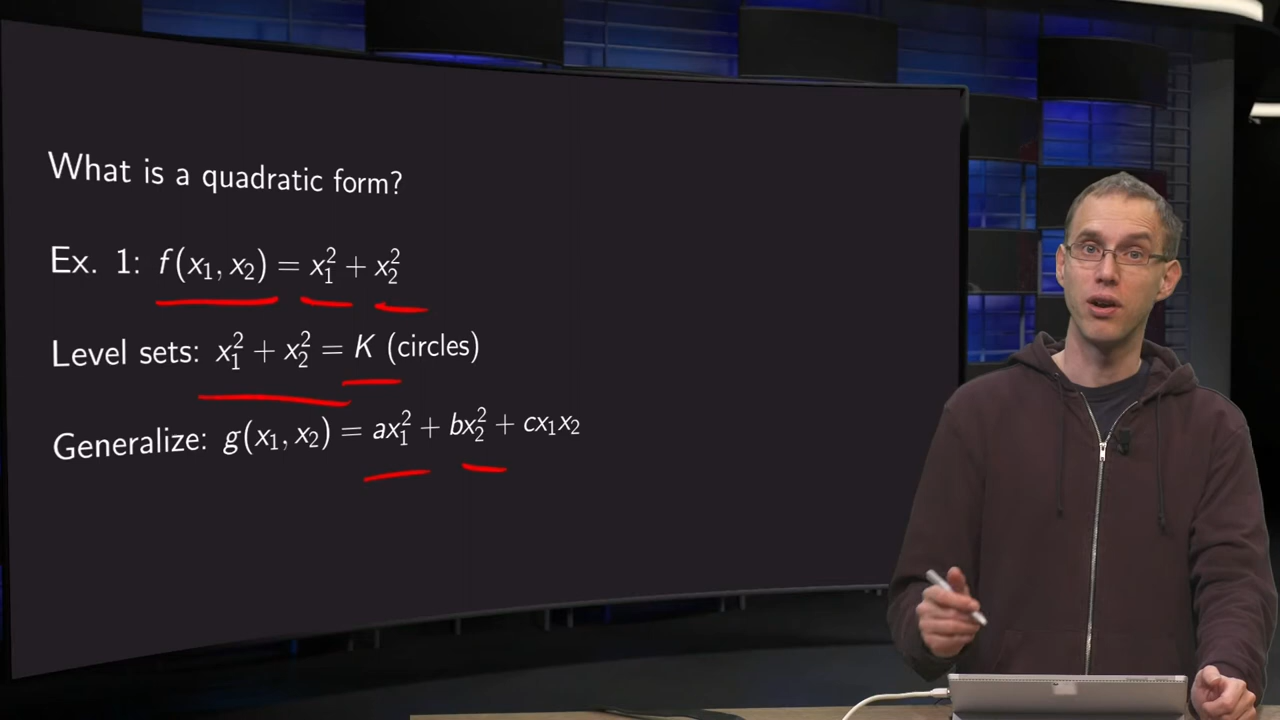 What is a quadratic form?
Ex. 1: f(x₁, x₂) = x₁² + x₂²
Level sets: x₁² + x₂² = K (circles)
Generalize: g(x₁, x₂) = ax₁² + bx₂² + cx₁x₂